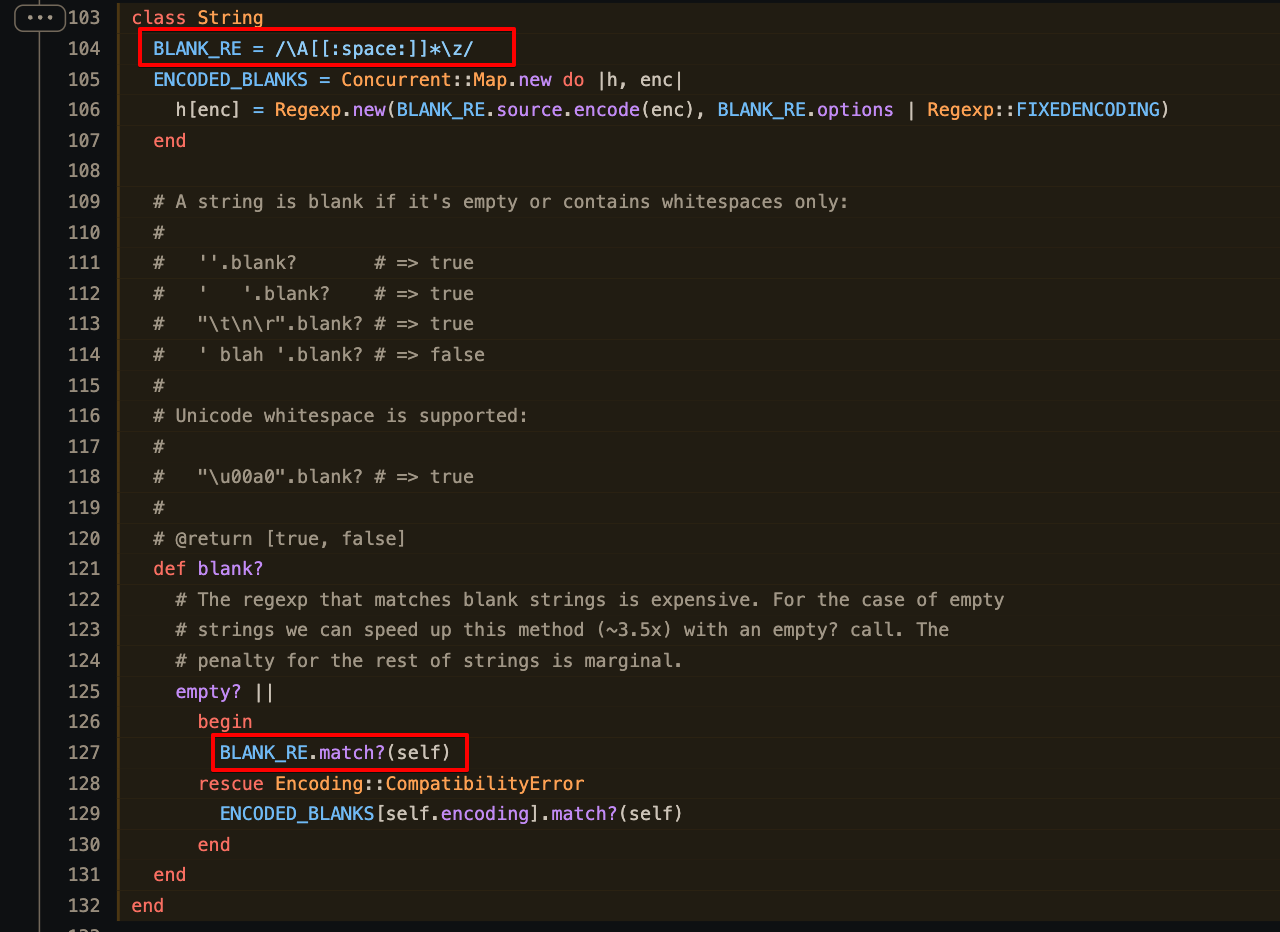 103 class String
104   BLANK_RE = /\A[[:space:]]*\z/
105   ENCODED_BLANKS = Concurrent::Map.new do |h, enc|
106     h[enc] = Regexp.new(BLANK_RE.source.encode(enc), BLANK_RE.options | Regexp::FIXEDENCODING)
107   end
108
109   # A string is blank if it's empty or contains whitespaces only:
110   #
111   #   ''.blank?       # => true
112   #   '   '.blank?    # => true
113   #   "\t\n\r".blank? # => true
114   #   ' blah '.blank? # => false
115   #
116   # Unicode whitespace is supported:
117   #
118   #   "\u00a0".blank? # => true
119   #
120   # @return [true, false]
121   def blank?
122     # The regexp that matches blank strings is expensive. For the case of empty
123     # strings we can speed up this method (~3.5x) with an empty? call. The
124     # penalty for the rest of strings is marginal.
125     empty? ||
126       begin
127         BLANK_RE.match?(self)
128       rescue Encoding::CompatibilityError
129         ENCODED_BLANKS[self.encoding].match?(self)
130       end
131   end
132 end